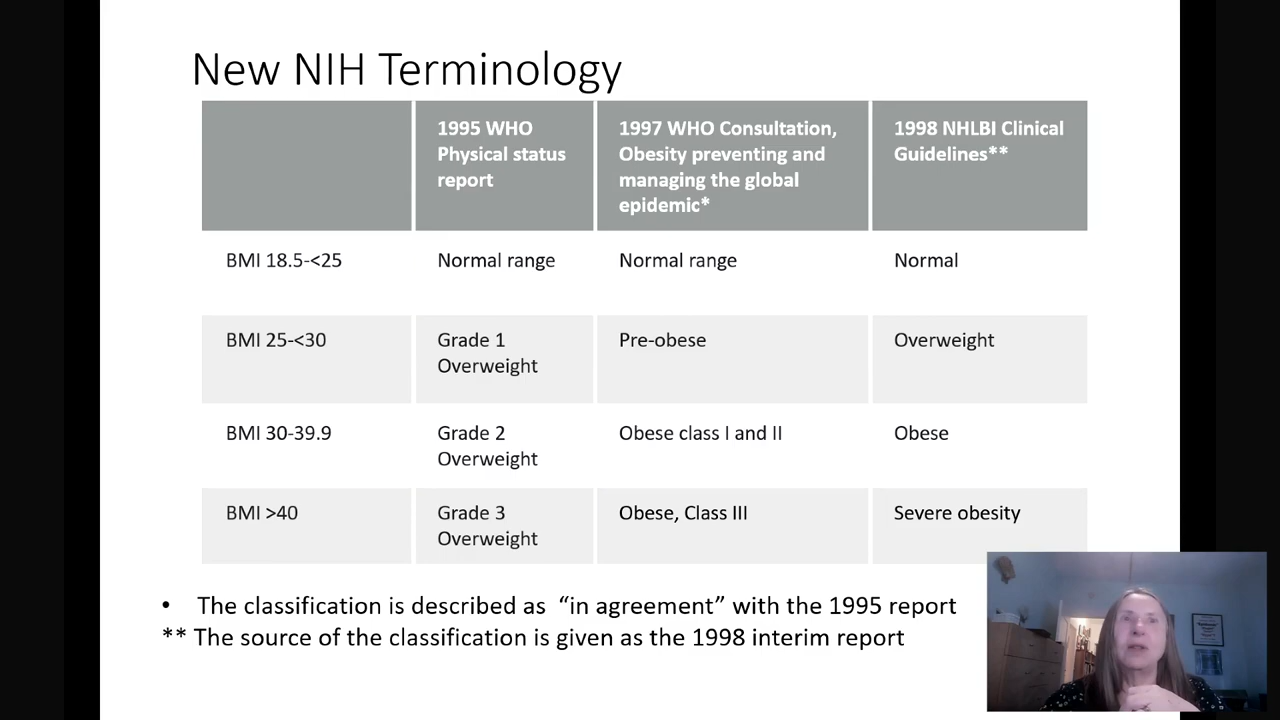 New NIH Terminology
1995 WHO
Physical status
report
1997 WHO Consultation,
Obesity preventing and
managing the global
epidemic*
1998 NHLBI Clinical
Guidelines**
BMI 18.5-<25
Normal range
Normal range
Normal
BMI 25-<30
Grade 1
Overweight
Pre-obese
Overweight
BMI 30-39.9
Grade 2
Overweight
Obese class I and II
Obese
BMI >40
Grade 3
Overweight
Obese, Class III
Severe obesity
• The classification is described as “in agreement” with the 1995 report
** The source of the classification is given as the 1998 interim report